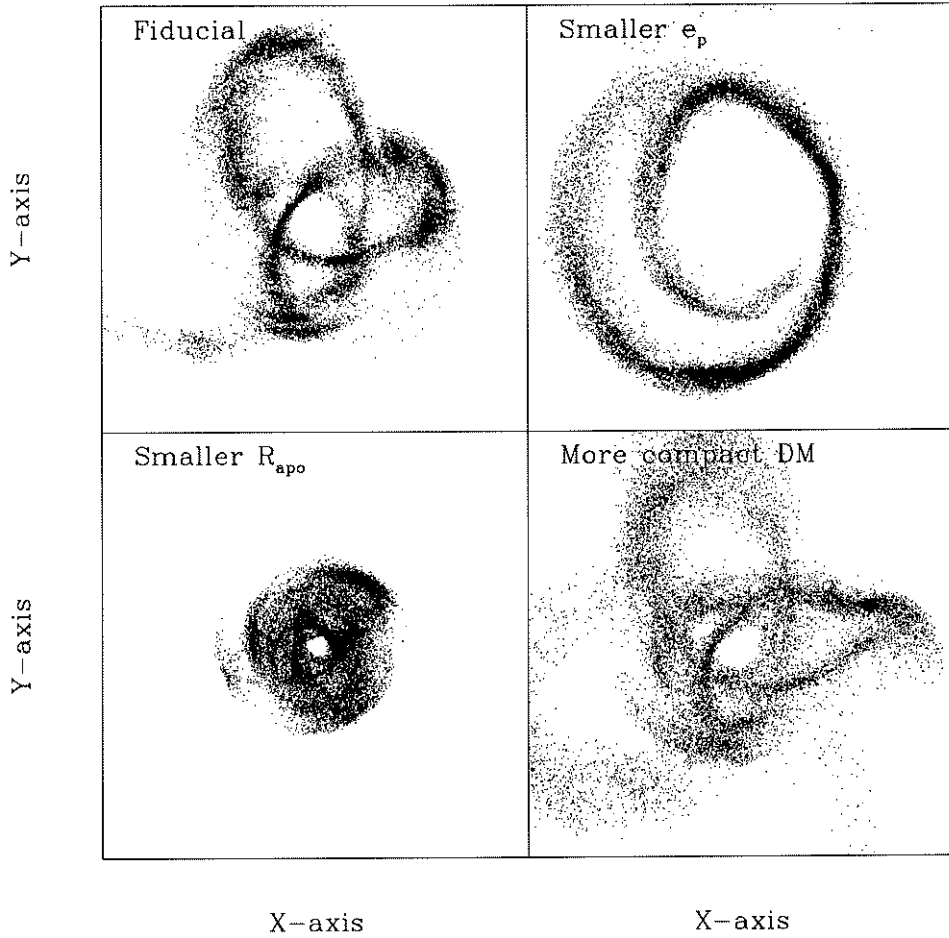 Fiducial
Smaller e_p
Y-axis
Smaller R_apo
More compact DM
Y-axis
X-axis
X-axis